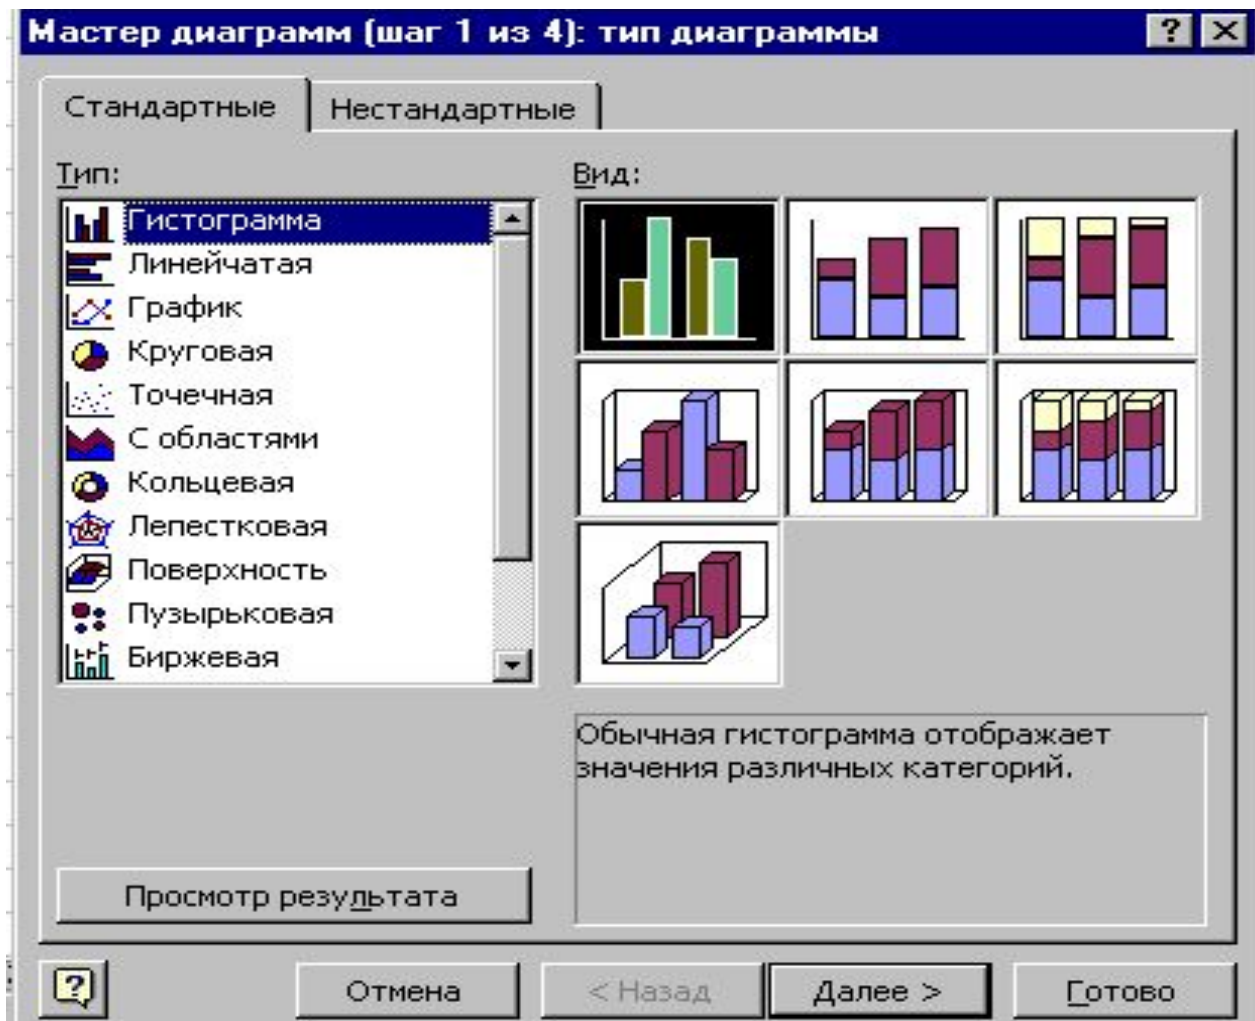 Мастер диаграмм (шаг 1 из 4): тип диаграммы
Стандартные
Нестандартные
Тип:
Гистограмма
Линейчатая
График
Круговая
Точечная
С областями
Кольцевая
Лепестковая
Поверхность
Пузырьковая
Биржевая
Вид:
Обычная гистограмма отображает
значения различных категорий.
Просмотр результата
Отмена
< Назад
Далее >
Готово